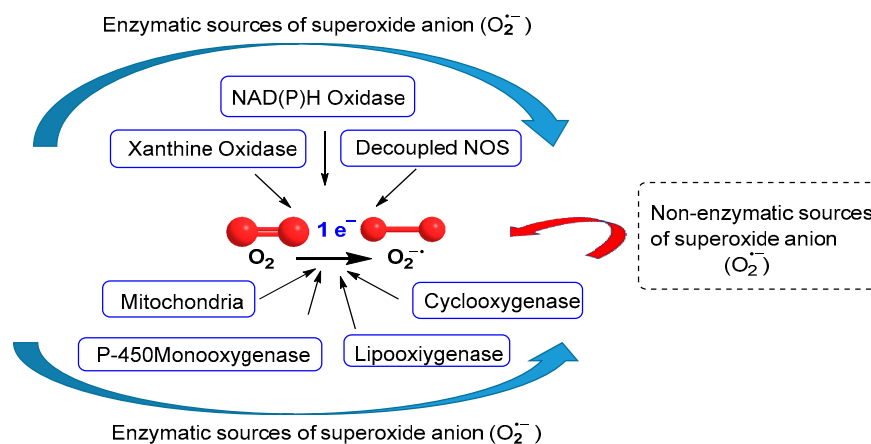 Enzymatic sources of superoxide anion (O₂•⁻)
NAD(P)H Oxidase
Xanthine Oxidase
Decoupled NOS
1 e⁻
O₂
O₂⁻•
Non-enzymatic sources
of superoxide anion
(O₂•⁻)
Mitochondria
Cyclooxygenase
P-450Monooxygenase
Lipooxiygenase
Enzymatic sources of superoxide anion (O₂•⁻)